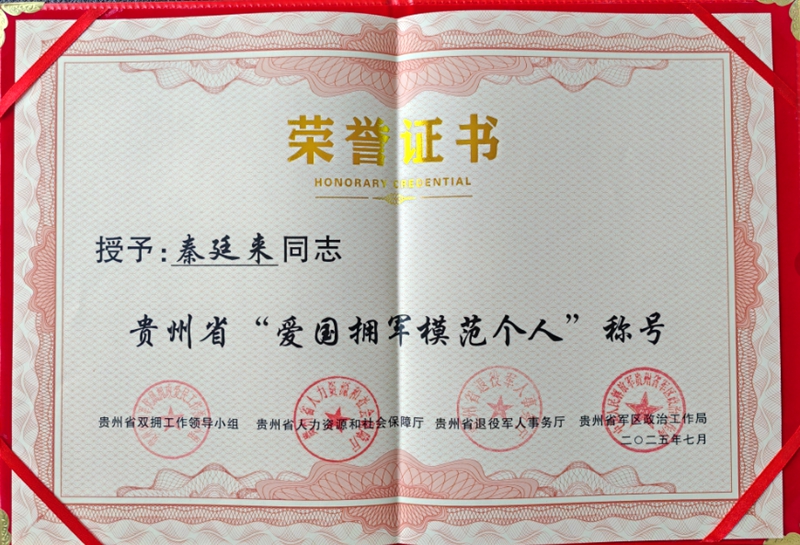 荣誉证书
HONORARY CREDENTIAL
授予：秦廷来同志
贵州省“爱国拥军模范个人”称号
贵州省双拥工作领导小组 贵州省人力资源和社会保障厅 贵州省退役军人事务厅 贵州省军区政治工作局
二〇二五年七月